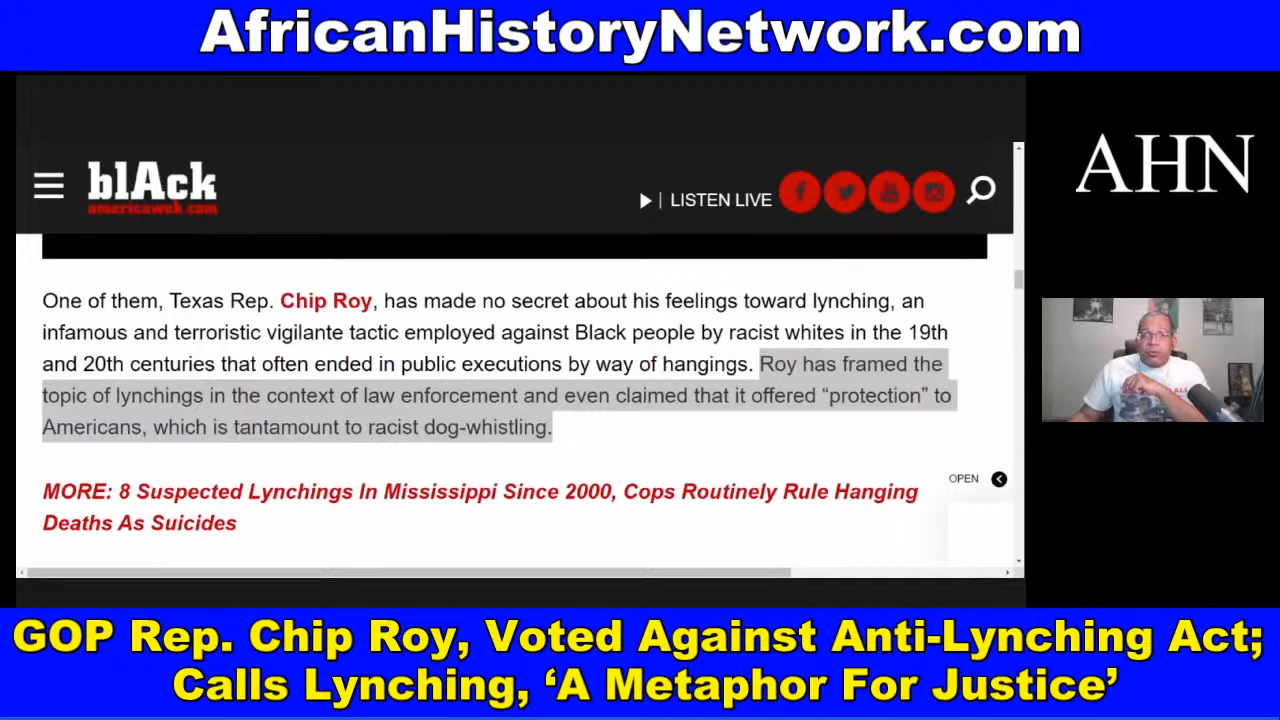 AfricanHistoryNetwork.com
blAck
americaweb.com
LISTEN LIVE
AHN
One of them, Texas Rep. Chip Roy, has made no secret about his feelings toward lynching, an
infamous and terroristic vigilante tactic employed against Black people by racist whites in the 19th
and 20th centuries that often ended in public executions by way of hangings. Roy has framed the
topic of lynchings in the context of law enforcement and even claimed that it offered “protection” to
Americans, which is tantamount to racist dog-whistling.
OPEN
MORE: 8 Suspected Lynchings In Mississippi Since 2000, Cops Routinely Rule Hanging
Deaths As Suicides
GOP Rep. Chip Roy, Voted Against Anti-Lynching Act;
Calls Lynching, ‘A Metaphor For Justice’